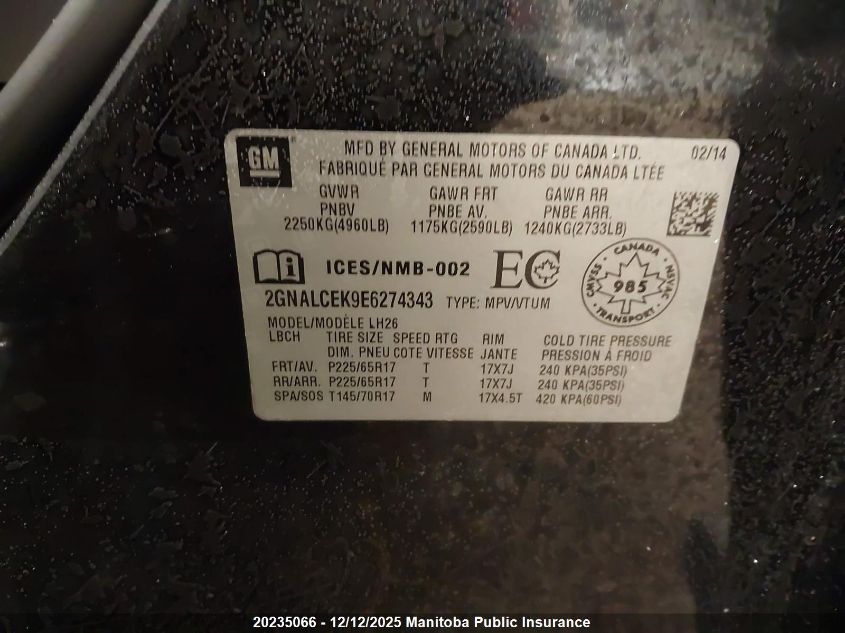 GM MFD BY GENERAL MOTORS OF CANADA LTD. 02/14
FABRIQUÉ PAR GENERAL MOTORS DU CANADA LTÉE
GVWR GAWR FRT GAWR RR
PNBV PNBE AV. PNBE ARR.
2250KG(4960LB) 1175KG(2590LB) 1240KG(2733LB)
ICES/NMB-002 EC
CANADA
CMVSS 985 NSVAC
TRANSPORT
2GNALCEK9E6274343 TYPE: MPV/VTUM
MODEL/MODÈLE LH26
LBCH TIRE SIZE SPEED RTG RIM COLD TIRE PRESSURE
DIM. PNEU COTE VITESSE JANTE PRESSION À FROID
FRT/AV. P225/65R17 T 17X7J 240 KPA(35PSI)
RR/ARR. P225/65R17 T 17X7J 240 KPA(35PSI)
SPA/SOS T145/70R17 M 17X4.5T 420 KPA(60PSI)
20235066 - 12/12/2025 Manitoba Public Insurance